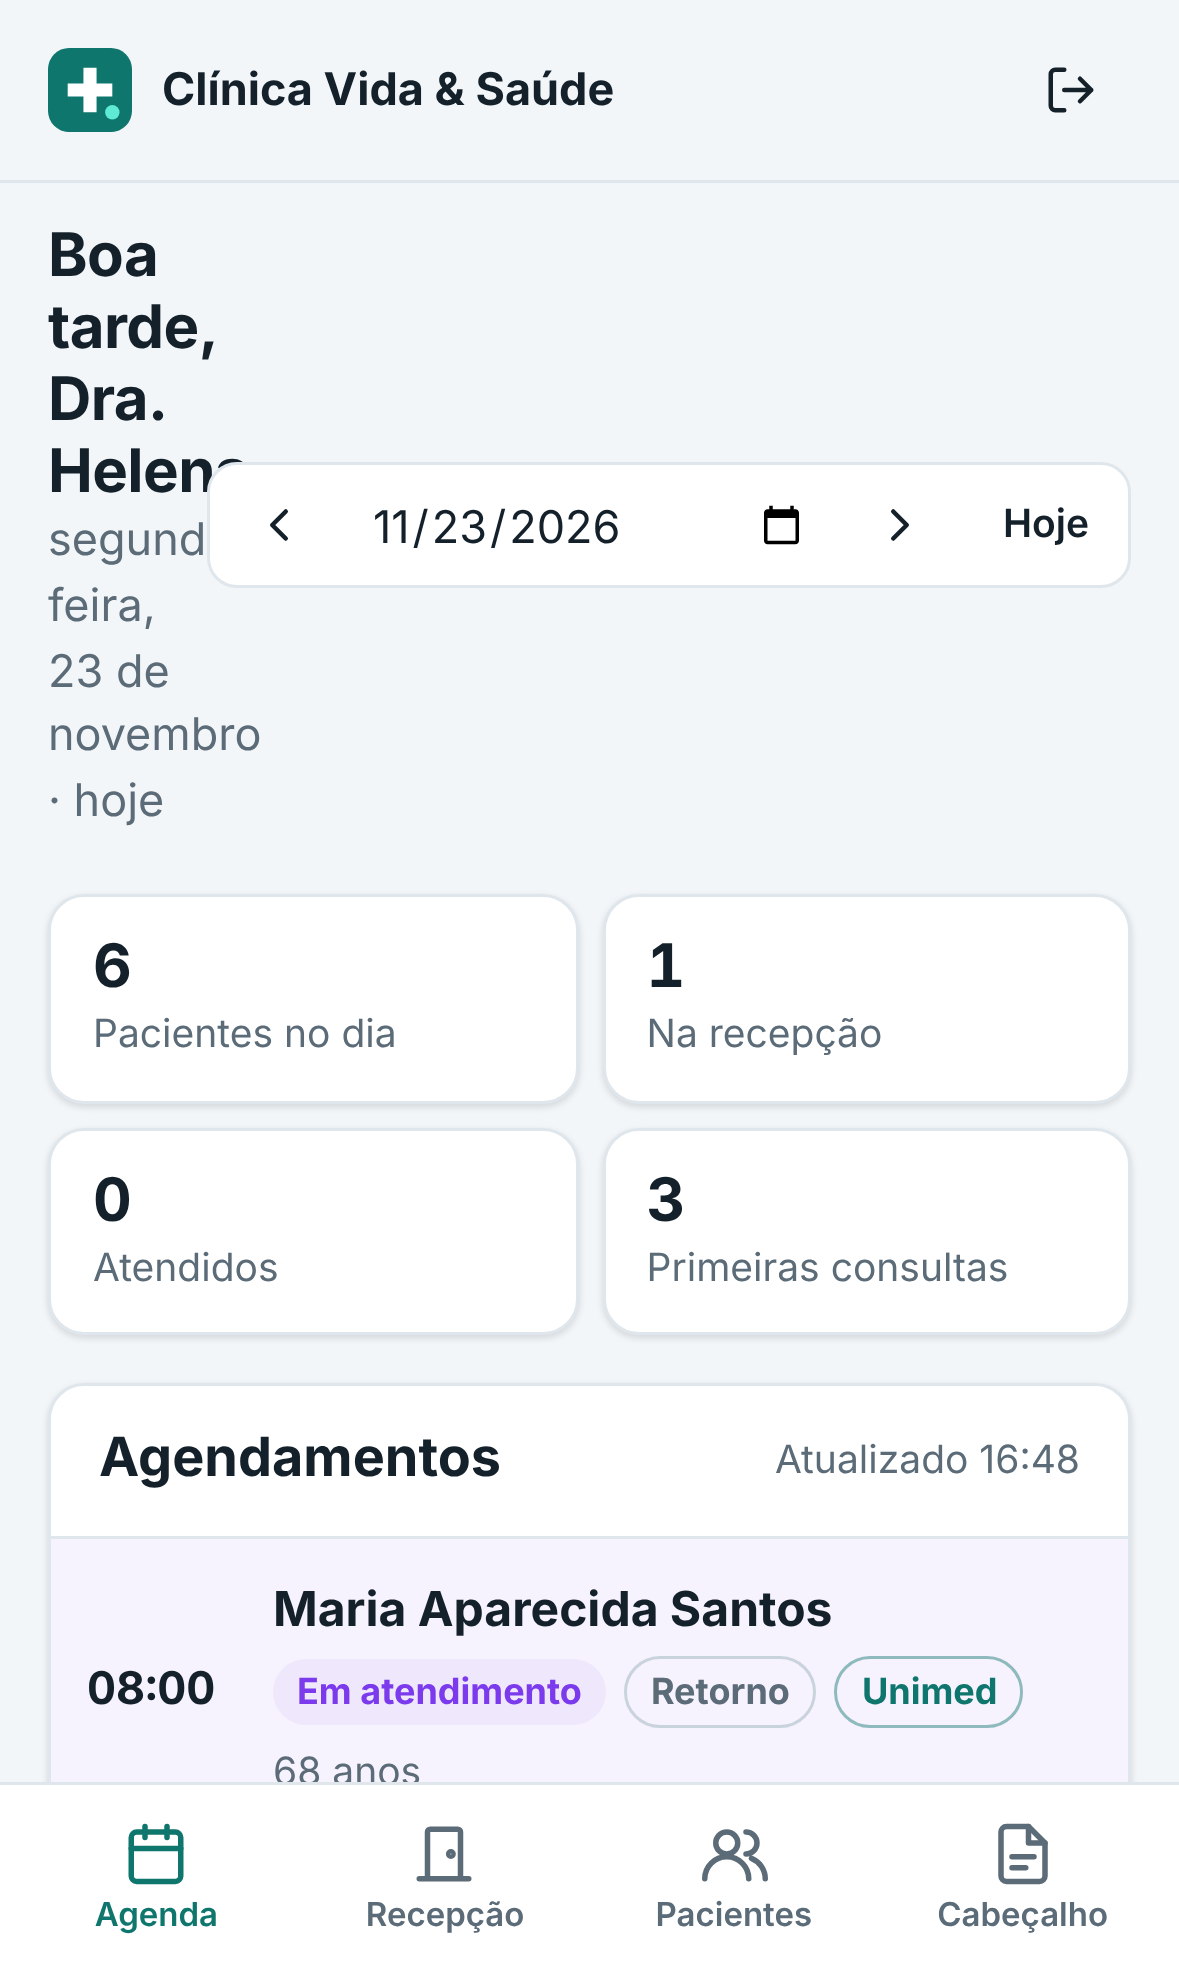 Clínica Vida & Saúde
Boa
tarde,
Dra.
feira,
23 de
novembro
· hoje
11/23/2026
Hoje
6
Pacientes no dia
1
Na recepção
0
Atendidos
3
Primeiras consultas
Agendamentos
Atualizado 16:48
08:00
Maria Aparecida Santos
Em atendimento
Retorno
Unimed
68 anos
Agenda
Recepção
Pacientes
Cabeçalho